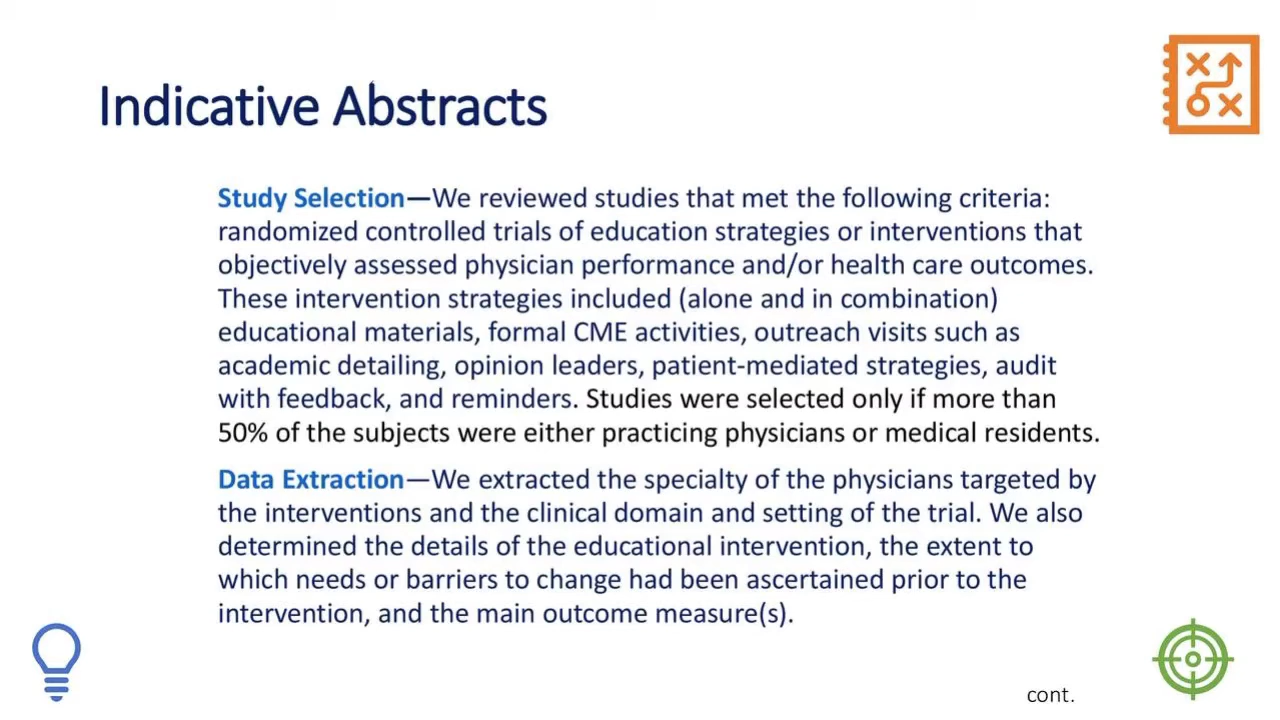 Indicative Abstracts
Study Selection—We reviewed studies that met the following criteria:
randomized controlled trials of education strategies or interventions that
objectively assessed physician performance and/or health care outcomes.
These intervention strategies included (alone and in combination)
educational materials, formal CME activities, outreach visits such as
academic detailing, opinion leaders, patient-mediated strategies, audit
with feedback, and reminders. Studies were selected only if more than
50% of the subjects were either practicing physicians or medical residents.
Data Extraction—We extracted the specialty of the physicians targeted by
the interventions and the clinical domain and setting of the trial. We also
determined the details of the educational intervention, the extent to
which needs or barriers to change had been ascertained prior to the
intervention, and the main outcome measure(s).
cont.